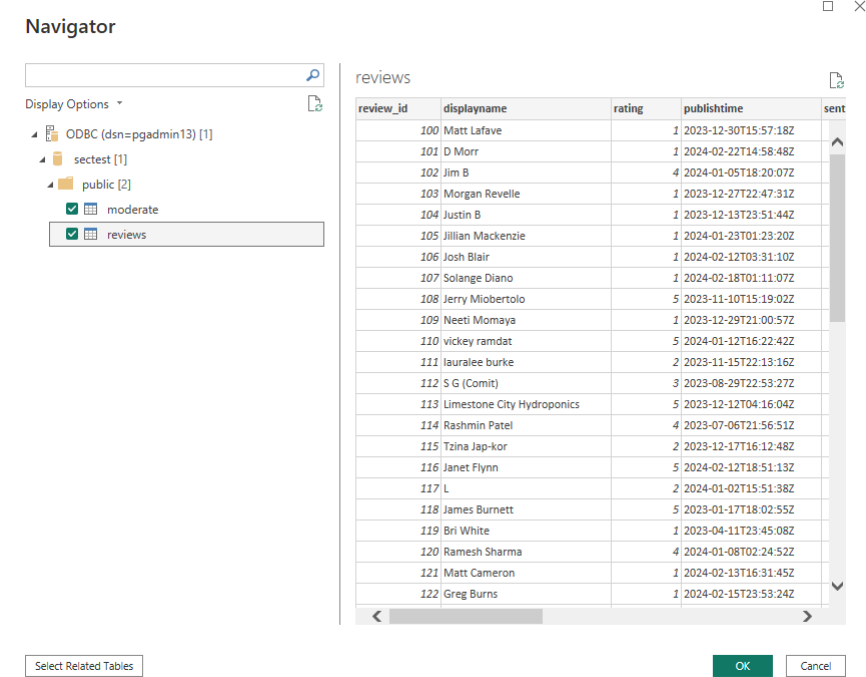 Navigator
Display Options
ODBC (dsn=pgadmin13) [1]
sectest [1]
public [2]
moderate
reviews
reviews
review_id displayname rating publishtime sent
100 Matt Lafave 1 2023-12-30T15:57:18Z
101 D Morr 1 2024-02-22T14:58:48Z
102 Jim B 4 2024-01-05T18:20:07Z
103 Morgan Revelle 1 2023-12-27T22:47:31Z
104 Justin B 1 2023-12-13T23:51:44Z
105 Jillian Mackenzie 1 2024-01-23T01:23:20Z
106 Josh Blair 1 2024-02-12T03:31:10Z
107 Solange Diano 1 2024-02-18T01:11:07Z
108 Jerry Miobertolo 5 2023-11-10T15:19:02Z
109 Neeti Momaya 1 2023-12-29T21:00:57Z
110 vickey ramdat 5 2024-01-12T16:22:42Z
111 lauralee burke 2 2023-11-15T22:13:16Z
112 S G (Comit) 3 2023-08-29T22:53:27Z
113 Limestone City Hydroponics 5 2023-12-12T04:16:04Z
114 Rashmin Patel 4 2023-07-06T21:56:51Z
115 Tzina Jap-kor 2 2023-12-17T16:12:48Z
116 Janet Flynn 5 2024-02-12T18:51:13Z
117 L 2 2024-01-02T15:51:38Z
118 James Burnett 5 2023-01-17T18:02:55Z
119 Bri White 1 2023-04-11T23:45:08Z
120 Ramesh Sharma 4 2024-01-08T02:24:52Z
121 Matt Cameron 1 2024-02-13T16:31:45Z
122 Greg Burns 1 2024-02-15T23:53:24Z
Select Related Tables
OK
Cancel